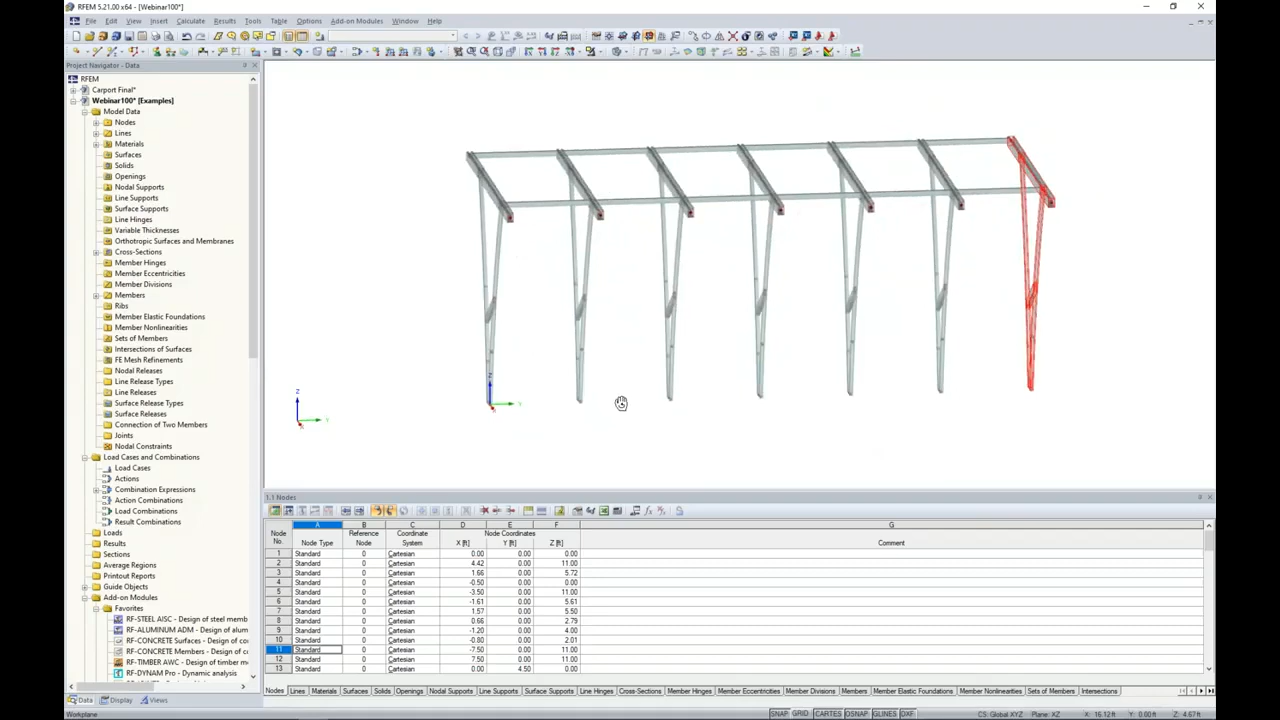 RFEM 5.21.00 x64 - [Webinar100*]
File Edit View Insert Calculate Results Tools Table Options Add-on Modules Window Help
Project Navigator - Data
RFEM
Carport Final*
Webinar100* [Examples]
Model Data
Nodes
Lines
Materials
Surfaces
Solids
Openings
Nodal Supports
Line Supports
Surface Supports
Line Hinges
Variable Thicknesses
Orthotropic Surfaces and Membranes
Cross-Sections
Member Hinges
Member Eccentricities
Member Divisions
Members
Ribs
Member Elastic Foundations
Member Nonlinearities
Sets of Members
Intersections of Surfaces
FE Mesh Refinements
Nodal Releases
Line Release Types
Line Releases
Surface Release Types
Surface Releases
Connection of Two Members
Joints
Nodal Constraints
Load Cases and Combinations
Load Cases
Actions
Combination Expressions
Action Combinations
Load Combinations
Result Combinations
Loads
Results
Sections
Average Regions
Printout Reports
Guide Objects
Add-on Modules
Favorites
RF-STEEL AISC - Design of steel memb
RF-ALUMINUM ADM - Design of alum
RF-CONCRETE Surfaces - Design of co
RF-CONCRETE Members - Design of co
RF-TIMBER AWC - Design of timber m
RF-DYNAM Pro - Dynamic analysis
Data Display Views
Workplane
Z
Y
Z
Y
1.1 Nodes
A B C D E F G
Node Reference Coordinate Node Coordinates
No. Node Type Node System X [ft] Y [ft] Z [ft] Comment
1 Standard 0 Cartesian 0.00 0.00 0.00
2 Standard 0 Cartesian 4.42 0.00 11.00
3 Standard 0 Cartesian 1.66 0.00 5.72
4 Standard 0 Cartesian -0.50 0.00 0.00
5 Standard 0 Cartesian -3.50 0.00 11.00
6 Standard 0 Cartesian -1.61 0.00 5.61
7 Standard 0 Cartesian 1.57 0.00 5.50
8 Standard 0 Cartesian 0.66 0.00 2.79
9 Standard 0 Cartesian -1.20 0.00 4.00
10 Standard 0 Cartesian -0.80 0.00 2.01
11 Standard 0 Cartesian -7.50 0.00 11.00
12 Standard 0 Cartesian 7.50 0.00 11.00
13 Standard 0 Cartesian 0.00 4.50 0.00
Nodes Lines Materials Surfaces Solids Openings Nodal Supports Line Supports Surface Supports Line Hinges Cross-Sections Member Hinges Member Eccentricities Member Divisions Members Member Elastic Foundations Member Nonlinearities Sets of Members Intersections
SNAP GRID CARTES OSNAP GLINES DXF CS: Global XYZ Plane: XZ X: 16.12 ft Y: 0.00 ft Z: 4.67 ft